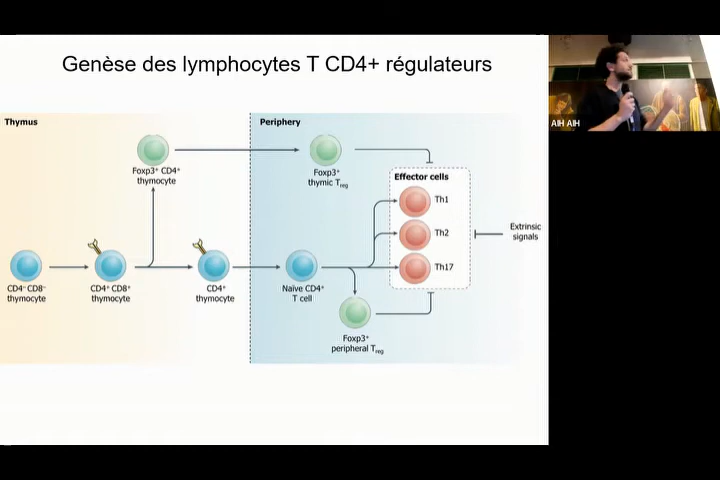 Genèse des lymphocytes T CD4+ régulateurs
Thymus
Periphery
Foxp3⁺ CD4⁺
thymocyte
Foxp3⁺
thymic Treg
Effector cells
Th1
Th2
Th17
Extrinsic
signals
CD4⁻ CD8⁻
thymocyte
CD4⁺ CD8⁺
thymocyte
CD4⁺
thymocyte
Naïve CD4⁺
T cell
Foxp3⁺
peripheral Treg
AIH AIH